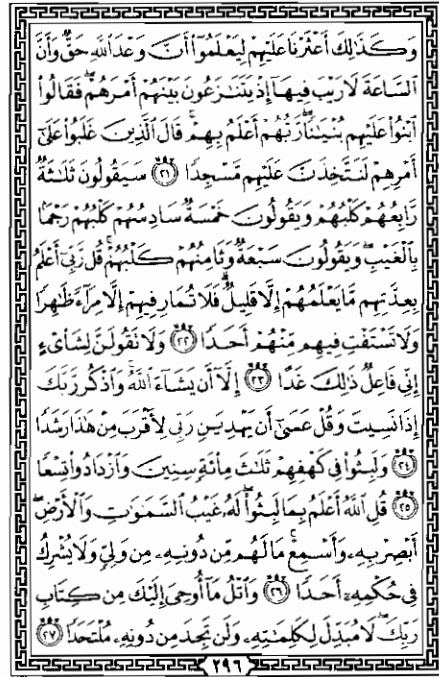 وَكَذَٰلِكَ أَعْثَرْنَا عَلَيْهِمْ لِيَعْلَمُوٓا۟ أَنَّ وَعْدَ ٱللَّهِ حَقٌّ وَأَنَّ
ٱلسَّاعَةَ لَا رَيْبَ فِيهَآ إِذْ يَتَنَـٰزَعُونَ بَيْنَهُمْ أَمْرَهُمْ ۖ فَقَالُوا۟
ٱبْنُوا۟ عَلَيْهِم بُنْيَـٰنًا ۖ رَّبُّهُمْ أَعْلَمُ بِهِمْ ۚ قَالَ ٱلَّذِينَ غَلَبُوا۟ عَلَىٰٓ
أَمْرِهِمْ لَنَتَّخِذَنَّ عَلَيْهِم مَّسْجِدًا ﴿٢١﴾ سَيَقُولُونَ ثَلَـٰثَةٌ
رَّابِعُهُمْ كَلْبُهُمْ وَيَقُولُونَ خَمْسَةٌ سَادِسُهُمْ كَلْبُهُمْ رَجْمًۢا
بِٱلْغَيْبِ ۖ وَيَقُولُونَ سَبْعَةٌ وَثَامِنُهُمْ كَلْبُهُمْ ۚ قُل رَّبِّىٓ أَعْلَمُ
بِعِدَّتِهِم مَّا يَعْلَمُهُمْ إِلَّا قَلِيلٌ ۗ فَلَا تُمَارِ فِيهِمْ إِلَّا مِرَآءً ظَـٰهِرًا
وَلَا تَسْتَفْتِ فِيهِم مِّنْهُمْ أَحَدًا ﴿٢٢﴾ وَلَا تَقُولَنَّ لِشَا۟ىْءٍ
إِنِّى فَاعِلٌ ذَٰلِكَ غَدًا ﴿٢٣﴾ إِلَّآ أَن يَشَآءَ ٱللَّهُ ۚ وَٱذْكُر رَّبَّكَ
إِذَا نَسِيتَ وَقُلْ عَسَىٰٓ أَن يَهْدِيَنِ رَبِّى لِأَقْرَبَ مِنْ هَـٰذَا رَشَدًا
﴿٢٤﴾ وَلَبِثُوا۟ فِى كَهْفِهِمْ ثَلَـٰثَ مِا۟ئَةٍ سِنِينَ وَٱزْدَادُوا۟ تِسْعًا
﴿٢٥﴾ قُلِ ٱللَّهُ أَعْلَمُ بِمَا لَبِثُوا۟ ۖ لَهُۥ غَيْبُ ٱلسَّمَـٰوَٰتِ وَٱلْأَرْضِ ۖ
أَبْصِرْ بِهِۦ وَأَسْمِعْ ۚ مَا لَهُم مِّن دُونِهِۦ مِن وَلِىٍّ وَلَا يُشْرِكُ
فِى حُكْمِهِۦٓ أَحَدًا ﴿٢٦﴾ وَٱتْلُ مَآ أُوحِىَ إِلَيْكَ مِن كِتَابِ
رَبِّكَ ۖ لَا مُبَدِّلَ لِكَلِمَـٰتِهِۦ وَلَن تَجِدَ مِن دُونِهِۦ مُلْتَحَدًا ﴿٢٧﴾
٢٩٦